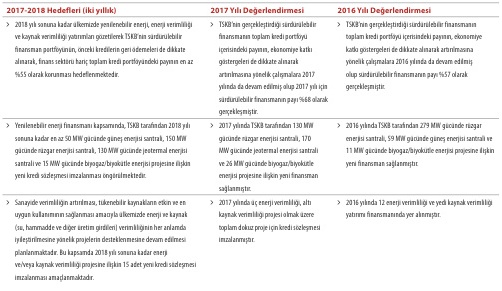 2017-2018 Hedefleri (iki yıllık)
2017 Yılı Değerlendirmesi
2016 Yılı Değerlendirmesi
> 2018 yılı sonuna kadar ülkemizde yenilenebilir enerji, enerji verimliliği
ve kaynak verimliliği yatırımları gözetilerek TSKB'nin sürdürülebilir
finansman portföyünün, önceki kredilerin geri ödemeleri de dikkate
alınarak, finans sektörü hariç toplam kredi portföyündeki payının en az
%55 olarak korunması hedeflenmektedir.
> TSKB'nin gerçekleştirdiği sürdürülebilir
finansmanın toplam kredi portföyü
içerisindeki payının, ekonomiye katkı
göstergeleri de dikkate alınarak
artırılmasına yönelik çalışmalara 2017
yılında da devam edilmiş olup 2017 yılı için
sürdürülebilir finansmanın payı %68 olarak
gerçekleşmiştir.
> TSKB'nin gerçekleştirdiği sürdürülebilir finansmanın
toplam kredi portföyü içerisindeki payının, ekonomiye
katkı göstergeleri de dikkate alınarak artırılmasına
yönelik çalışmalara 2016 yılında da devam edilmiş
olup sürdürülebilir finansmanın payı %57 olarak
gerçekleşmiştir.
> Yenilenebilir enerji finansmanı kapsamında, TSKB tarafından 2018 yılı
sonuna kadar en az 50 MW gücünde güneş enerjisi santrali, 150 MW
gücünde rüzgar enerjisi santrali, 130 MW gücünde jeotermal enerjisi
santrali ve 15 MW gücünde biyogaz/biyokütle enerjisi projesine ilişkin
yeni kredi sözleşmesi imzalanması öngörülmektedir.
> 2017 yılında TSKB tarafından 130 MW
gücünde rüzgar enerjisi santrali, 170
MW gücünde jeotermal enerjisi santrali
ve 26 MW gücünde biyogaz/biyokütle
enerjisi projesine ilişkin yeni finansman
sağlanmıştır.
> 2016 yılında TSKB tarafından 279 MW gücünde rüzgar
enerjisi santrali, 59 MW gücünde güneş enerjisi santrali ve
11 MW gücünde biyogaz/biyokütle enerjisi projesine ilişkin
yeni finansman sağlanmıştır.
> Sanayide verimliliğin artırılması, tükenebilir kaynakların etkin ve en
uygun kullanımının sağlanması amacıyla ülkemizde enerji ve kaynak
(su, hammadde ve diğer üretim girdileri) verimliliğinin her anlamda
iyileştirilmesine yönelik projelerin desteklenmesine devam edilmesi
planlanmaktadır. Bu kapsamda 2018 yılı sonuna kadar enerji
ve/veya kaynak verimliliği projesine ilişkin 15 adet yeni kredi sözleşmesi
imzalanması amaçlanmaktadır.
> 2017 yılında üç enerji verimliliği, altı
kaynak verimliliği projesi olmak üzere
toplam dokuz proje için kredi sözleşmesi
imzalanmıştır.
> 2016 yılında 12 enerji verimliliği ve yedi kaynak verimliliği
yatırımı finansmanında yer alınmıştır.